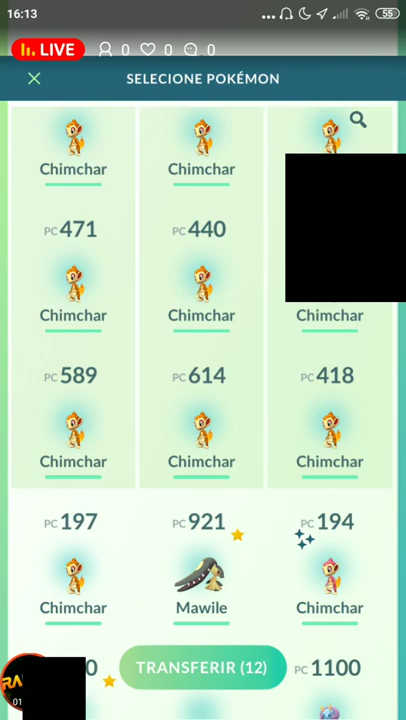 16:13
55
LIVE 0 0 0
SELECIONE POKÉMON
Chimchar Chimchar
PC 471 PC 440
Chimchar Chimchar Chimchar
PC 589 PC 614 PC 418
Chimchar Chimchar Chimchar
PC 197 PC 921 PC 194
Chimchar Mawile Chimchar
TRANSFERIR (12)
PC 1100
01